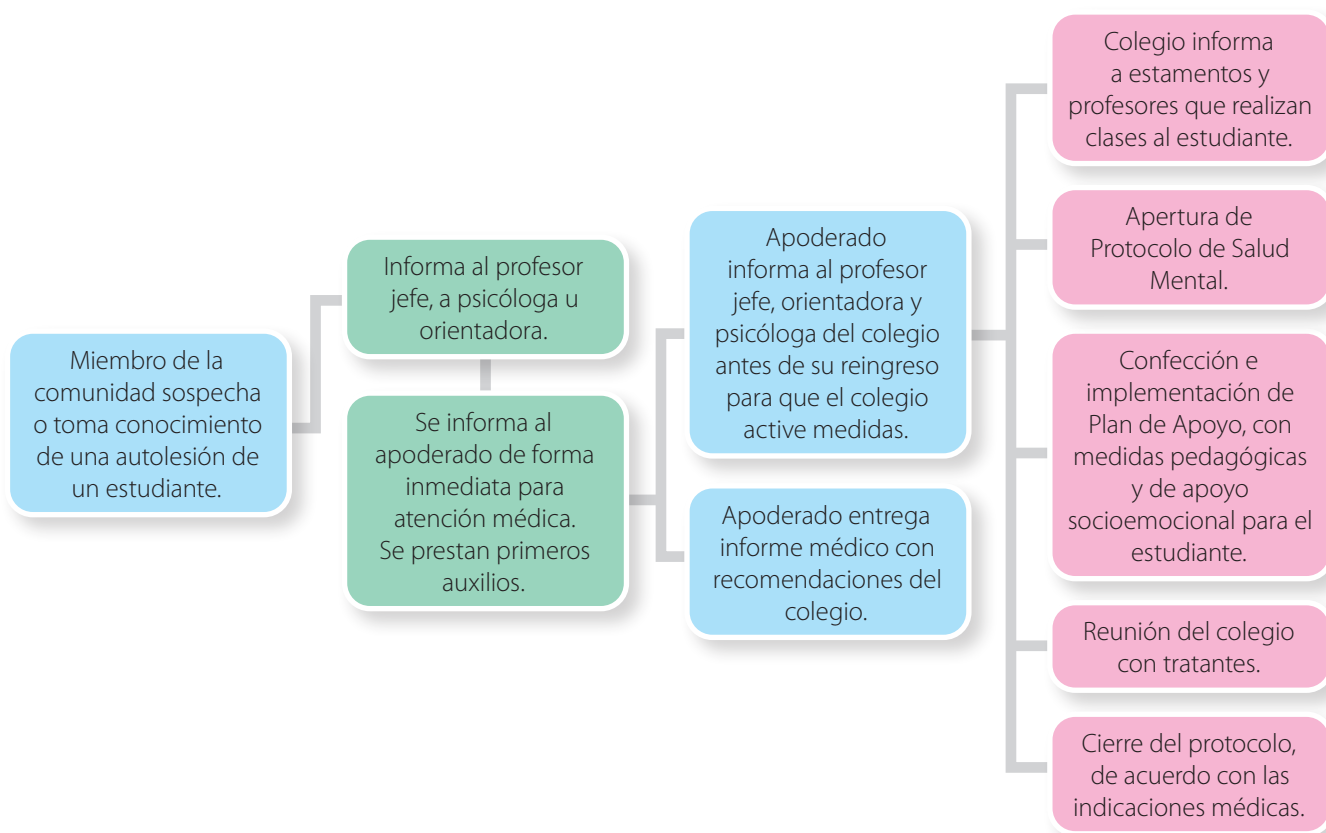 Miembro de la
comunidad sospecha
o toma conocimiento
de una autolesión de
un estudiante.
Informa al profesor
jefe, a psicóloga u
orientadora.
Se informa al
apoderado de forma
inmediata para
atención médica.
Se prestan primeros
auxilios.
Apoderado
informa al profesor
jefe, orientadora y
psicóloga del colegio
antes de su reingreso
para que el colegio
active medidas.
Apoderado entrega
informe médico con
recomendaciones del
colegio.
Colegio informa
a estamentos y
profesores que realizan
clases al estudiante.
Apertura de
Protocolo de Salud
Mental.
Confección e
implementación de
Plan de Apoyo, con
medidas pedagógicas
y de apoyo
socioemocional para el
estudiante.
Reunión del colegio
con tratantes.
Cierre del protocolo,
de acuerdo con las
indicaciones médicas.